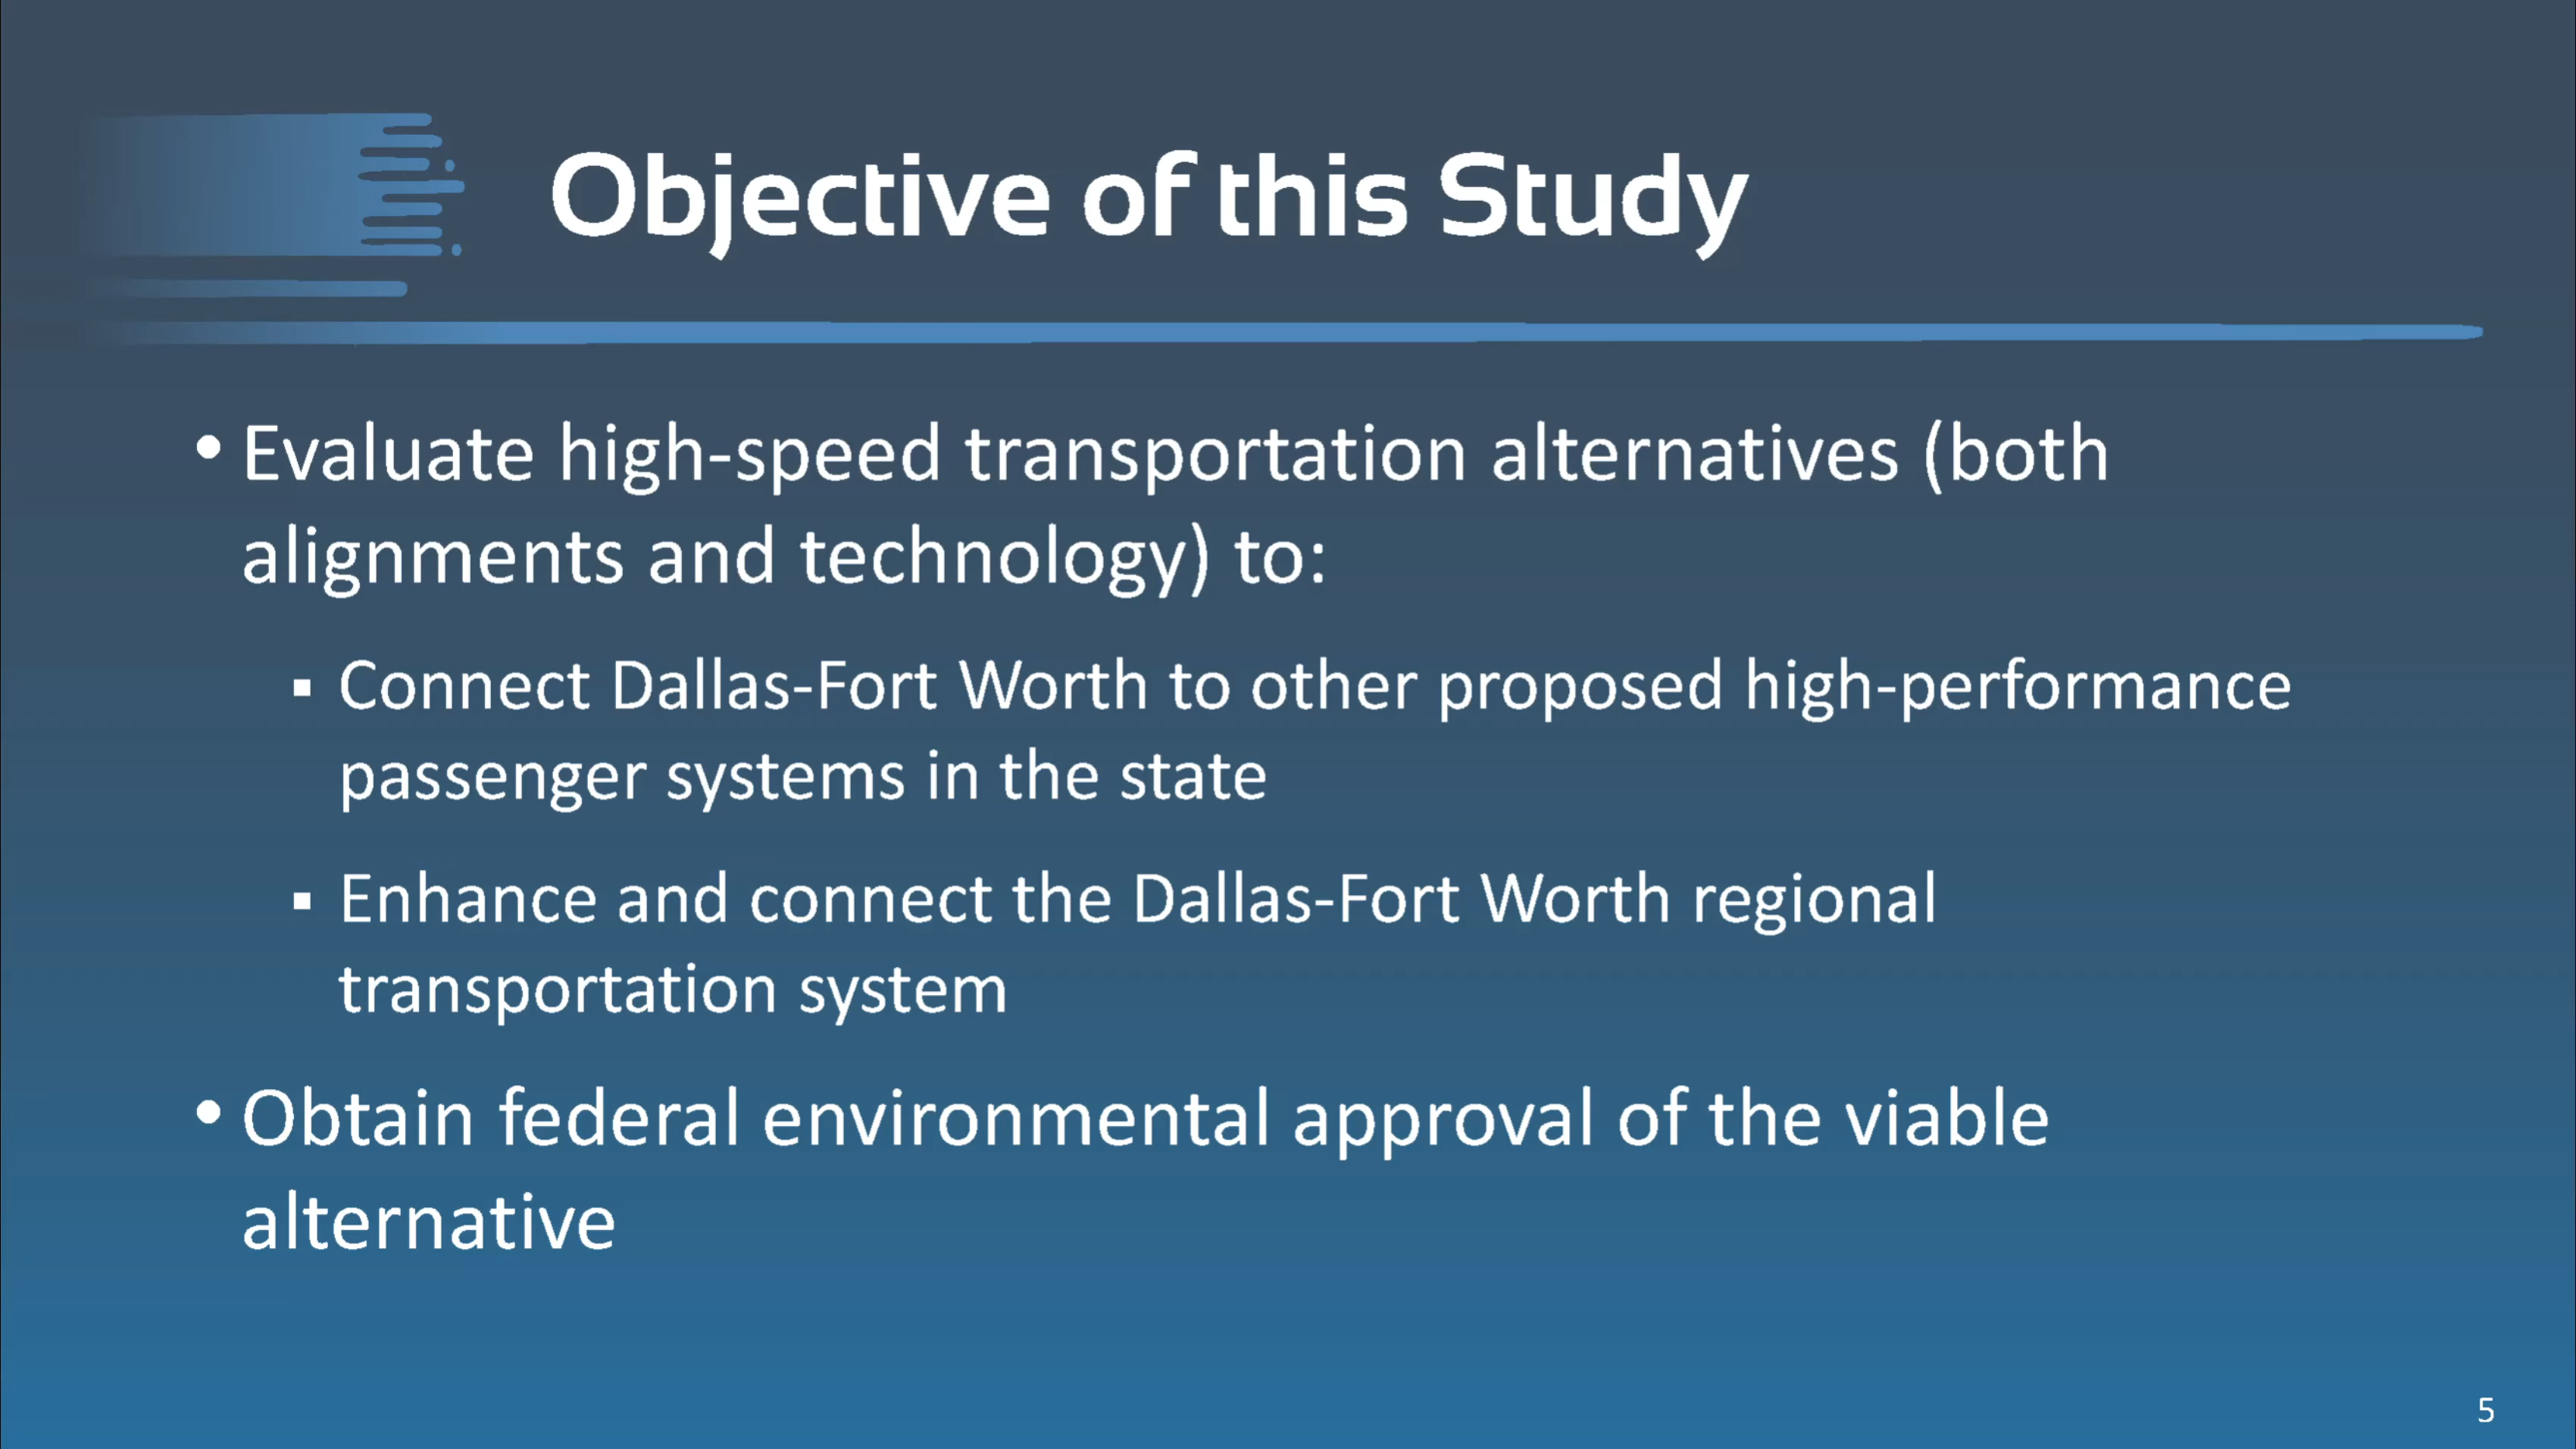 Objective of this Study
• Evaluate high-speed transportation alternatives (both
alignments and technology) to:
▪ Connect Dallas-Fort Worth to other proposed high-performance
passenger systems in the state
▪ Enhance and connect the Dallas-Fort Worth regional
transportation system
• Obtain federal environmental approval of the viable
alternative
5